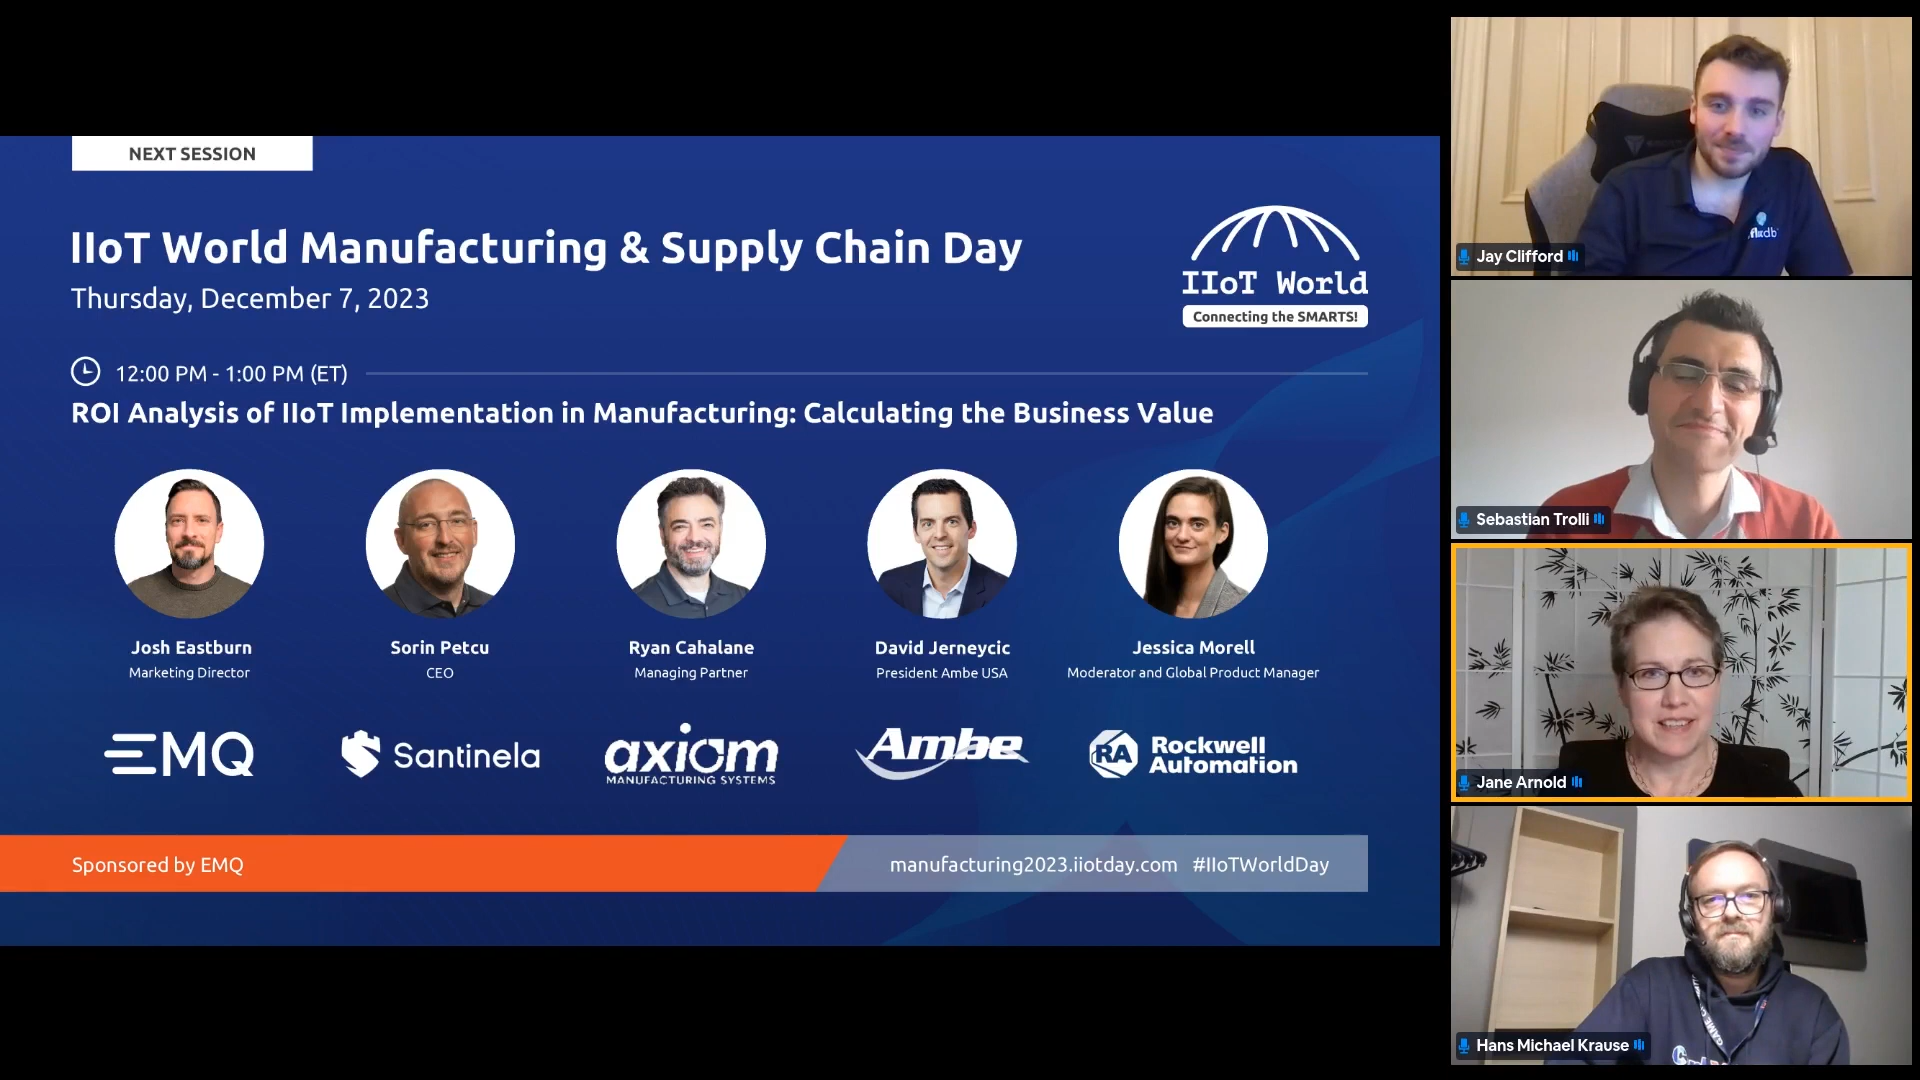 NEXT SESSION
IIoT World Manufacturing & Supply Chain Day
Thursday, December 7, 2023
IIoT World
Connecting the SMARTS!
12:00 PM - 1:00 PM (ET)
ROI Analysis of IIoT Implementation in Manufacturing: Calculating the Business Value
Josh Eastburn
Marketing Director
Sorin Petcu
CEO
Ryan Cahalane
Managing Partner
David Jerneycic
President Ambe USA
Jessica Morell
Moderator and Global Product Manager
EMQ
Santinela
axiom
MANUFACTURING SYSTEMS
Ambe
RA
Rockwell
Automation
Sponsored by EMQ
manufacturing2023.iiotday.com #IIoTWorldDay
Jay Clifford
Sebastian Trolli
Jane Arnold
Hans Michael Krause